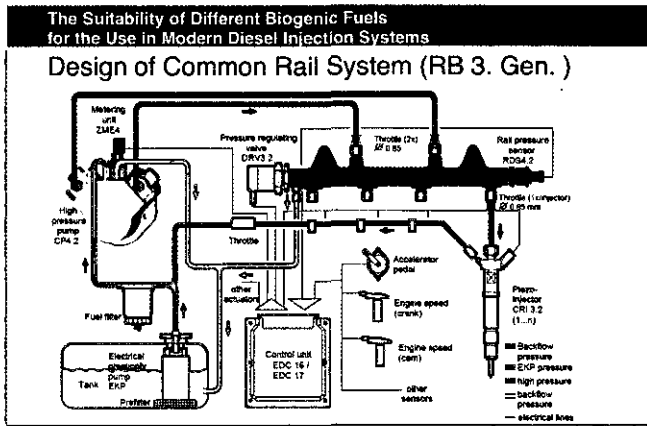 The Suitability of Different Biogenic Fuels
for the Use in Modern Diesel Injection Systems
Design of Common Rail System (RB 3. Gen. )
Metering
unit
ZME4
Pressure regulating
valve
DRV3.2
Throttle (2x)
Ø 0.85
Rail pressure
sensor
RDS4.2
High
pressure
pump
CP4.2
Throttle
Throttle (1x/injector)
Ø 0.85 mm
Accelerator
pedal
Piezo-
Injector
CRI 3.2
(1...n)
other
actuators
Fuel filter
Engine speed
(crank)
Electrical
pump
EKP
Tank
Prefilter
Control unit
EDC 16 /
EDC 17
Engine speed
(cam)
other
sensors
Backflow
pressure
EKP pressure
high pressure
backflow
pressure
electrical lines